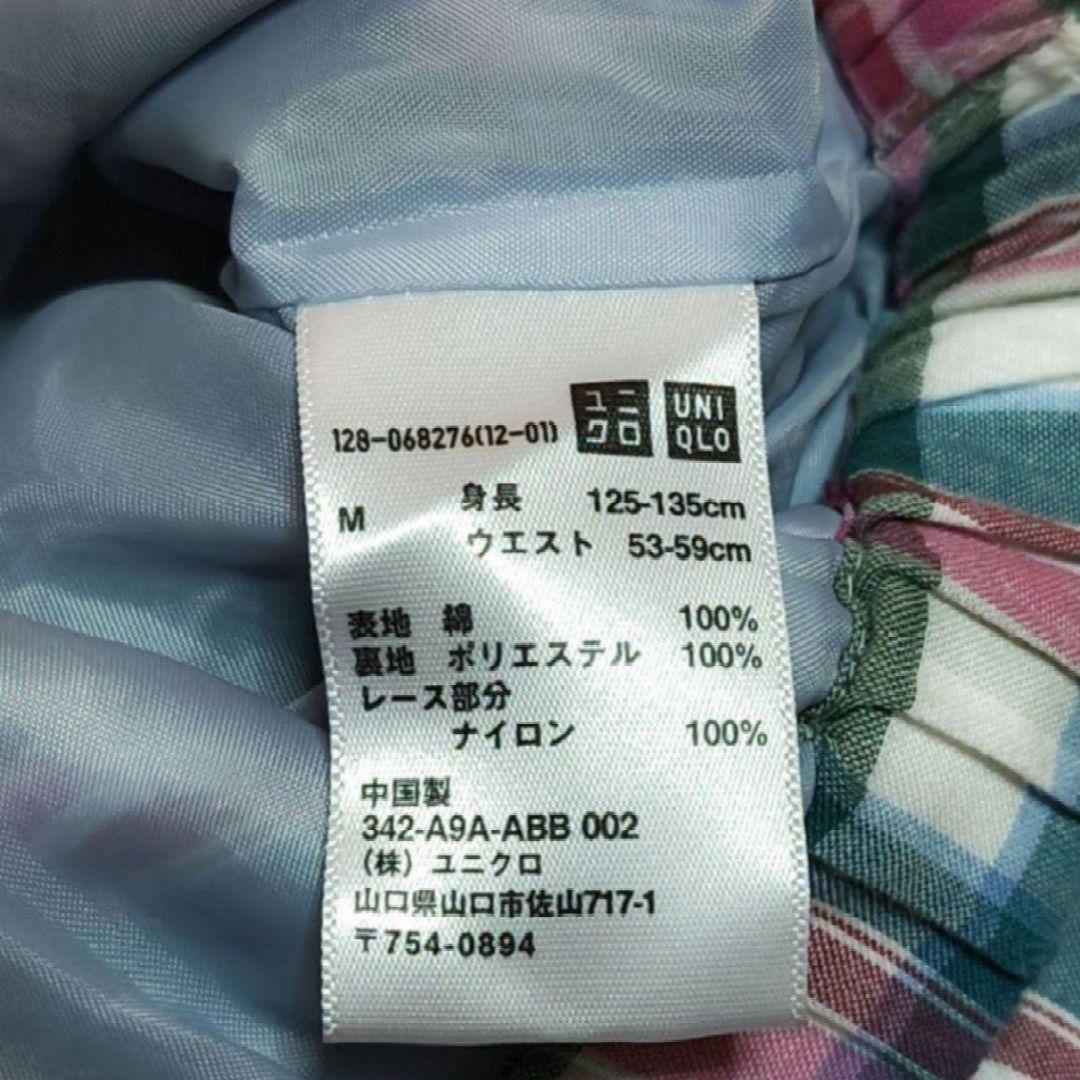 128-068276(12-01)
ユニクロ
UNIQLO
M
身長 125-135cm
ウエスト 53-59cm
表地 綿 100%
裏地 ポリエステル 100%
レース部分
ナイロン 100%
中国製
342-A9A-ABB 002
(株) ユニクロ
山口県山口市佐山717-1
〒754-0894